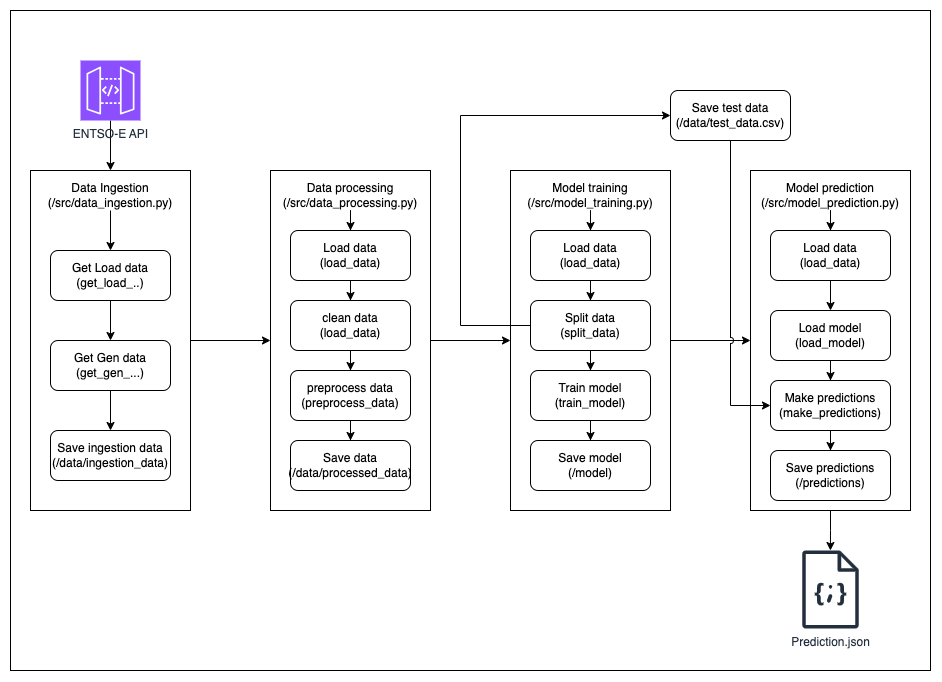 ENTSO-E API
Data Ingestion
(/src/data_ingestion.py)
Get Load data
(get_load_..)
Get Gen data
(get_gen_...)
Save ingestion data
(/data/ingestion_data)
Data processing
(/src/data_processing.py)
Load data
(load_data)
clean data
(load_data)
preprocess data
(preprocess_data)
Save data
(/data/processed_data)
Model training
(/src/model_training.py)
Load data
(load_data)
Split data
(split_data)
Train model
(train_model)
Save model
(/model)
Save test data
(/data/test_data.csv)
Model prediction
(/src/model_prediction.py)
Load data
(load_data)
Load model
(load_model)
Make predictions
(make_predictions)
Save predictions
(/predictions)
Prediction.json